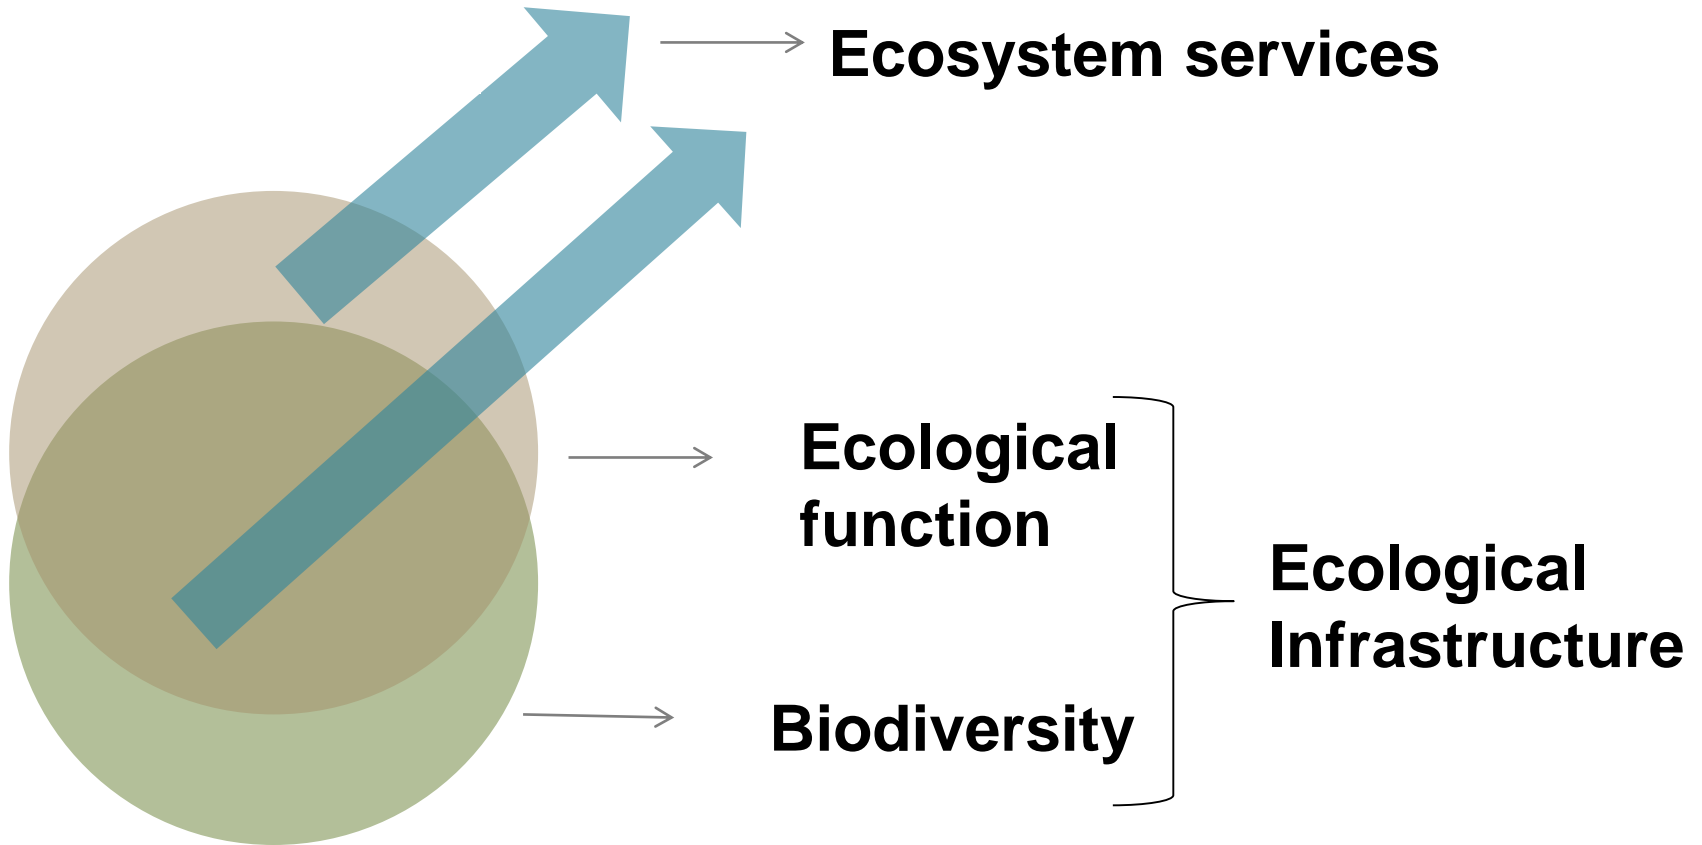 Ecosystem services
Ecological
function
Biodiversity
Ecological
Infrastructure